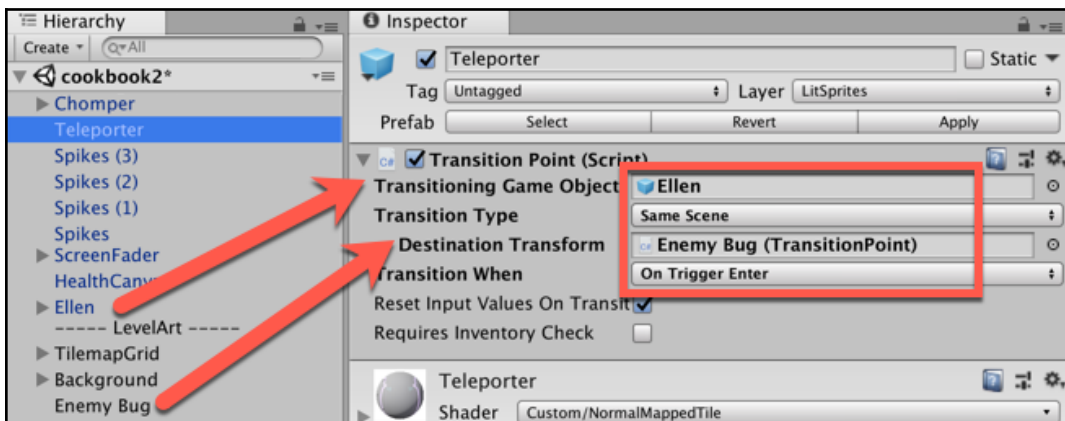 Hierarchy
Create
All
cookbook2*
Chomper
Teleporter
Spikes (3)
Spikes (2)
Spikes (1)
Spikes
ScreenFader
HealthCanv
Ellen
----- LevelArt -----
TilemapGrid
Background
Enemy Bug
Inspector
Teleporter Static
Tag Untagged Layer LitSprites
Prefab Select Revert Apply
C# Transition Point (Script)
Transitioning Game Object Ellen
Transition Type Same Scene
Destination Transform Enemy Bug (TransitionPoint)
Transition When On Trigger Enter
Reset Input Values On Transit
Requires Inventory Check
Teleporter
Shader Custom/NormalMappedTile